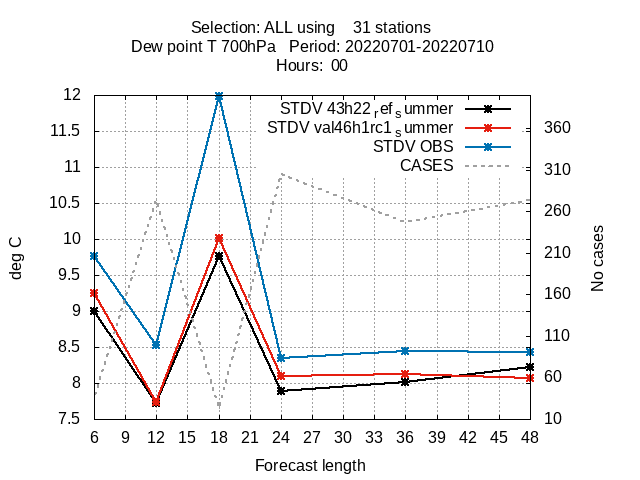 Selection: ALL using    31 stations
Dew point T 700hPa   Period: 20220701-20220710
Hours:  00
STDV 43h22_ref_summer
STDV val46h1rc1_summer
STDV OBS
CASES
12
11.5
11
10.5
10
9.5
9
8.5
8
7.5
deg C
360
310
260
210
160
110
60
10
No cases
6 9 12 15 18 21 24 27 30 33 36 39 42 45 48
Forecast length